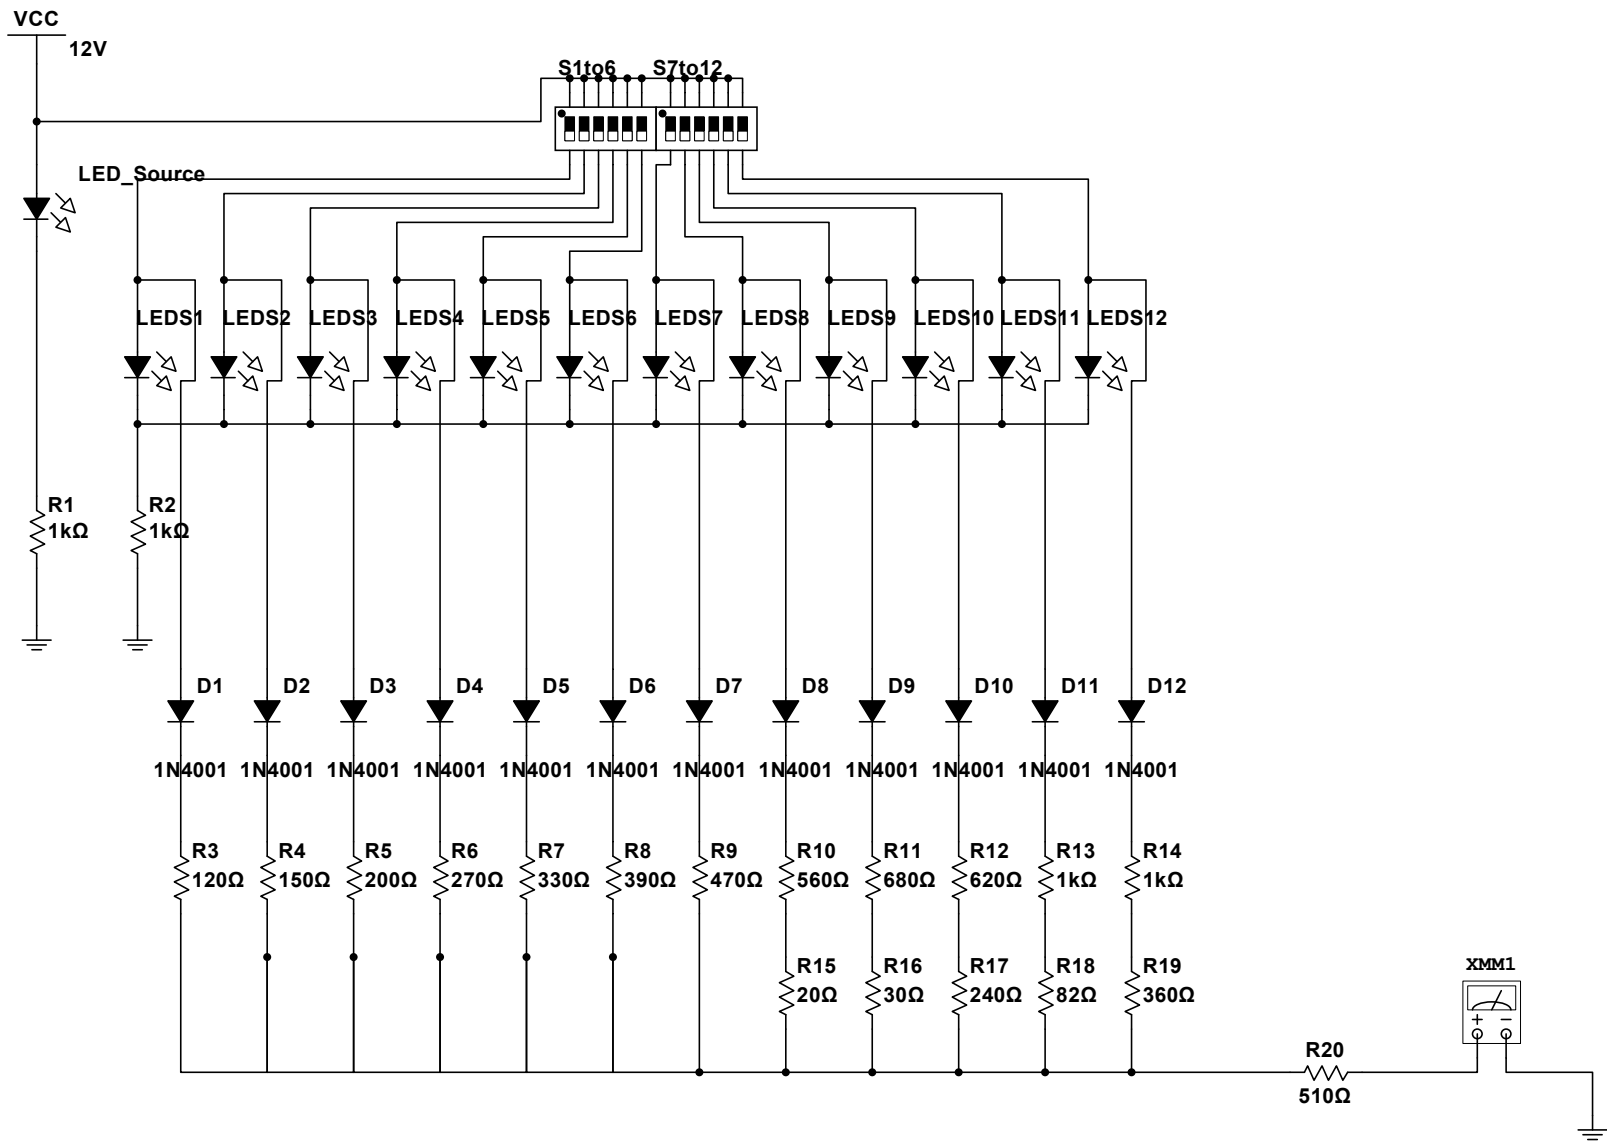 VCC
12V
S1to6 S7to12
LED_Source
LEDS1 LEDS2 LEDS3 LEDS4 LEDS5 LEDS6 LEDS7 LEDS8 LEDS9 LEDS10 LEDS11 LEDS12
R1 R2
1kΩ 1kΩ
D1 D2 D3 D4 D5 D6 D7 D8 D9 D10 D11 D12
1N4001 1N4001 1N4001 1N4001 1N4001 1N4001 1N4001 1N4001 1N4001 1N4001 1N4001 1N4001
R3 R4 R5 R6 R7 R8 R9 R10 R11 R12 R13 R14
120Ω 150Ω 200Ω 270Ω 330Ω 390Ω 470Ω 560Ω 680Ω 620Ω 1kΩ 1kΩ
R15 R16 R17 R18 R19 XMM1
20Ω 30Ω 240Ω 82Ω 360Ω
+ −
R20
510Ω